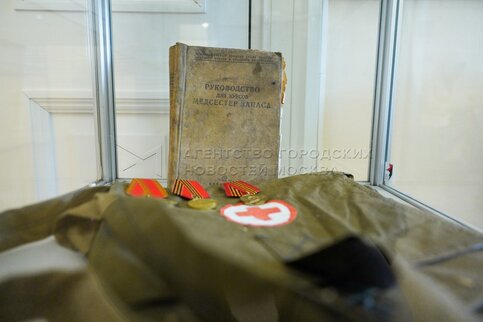 РУКОВОДСТВО
ДЛЯ КУРСОВ
МЕДСЕСТЕР ЗАПАСА
АГЕНТСТВО ГОРОДСКИХ
НОВОСТЕЙ МОСКВА